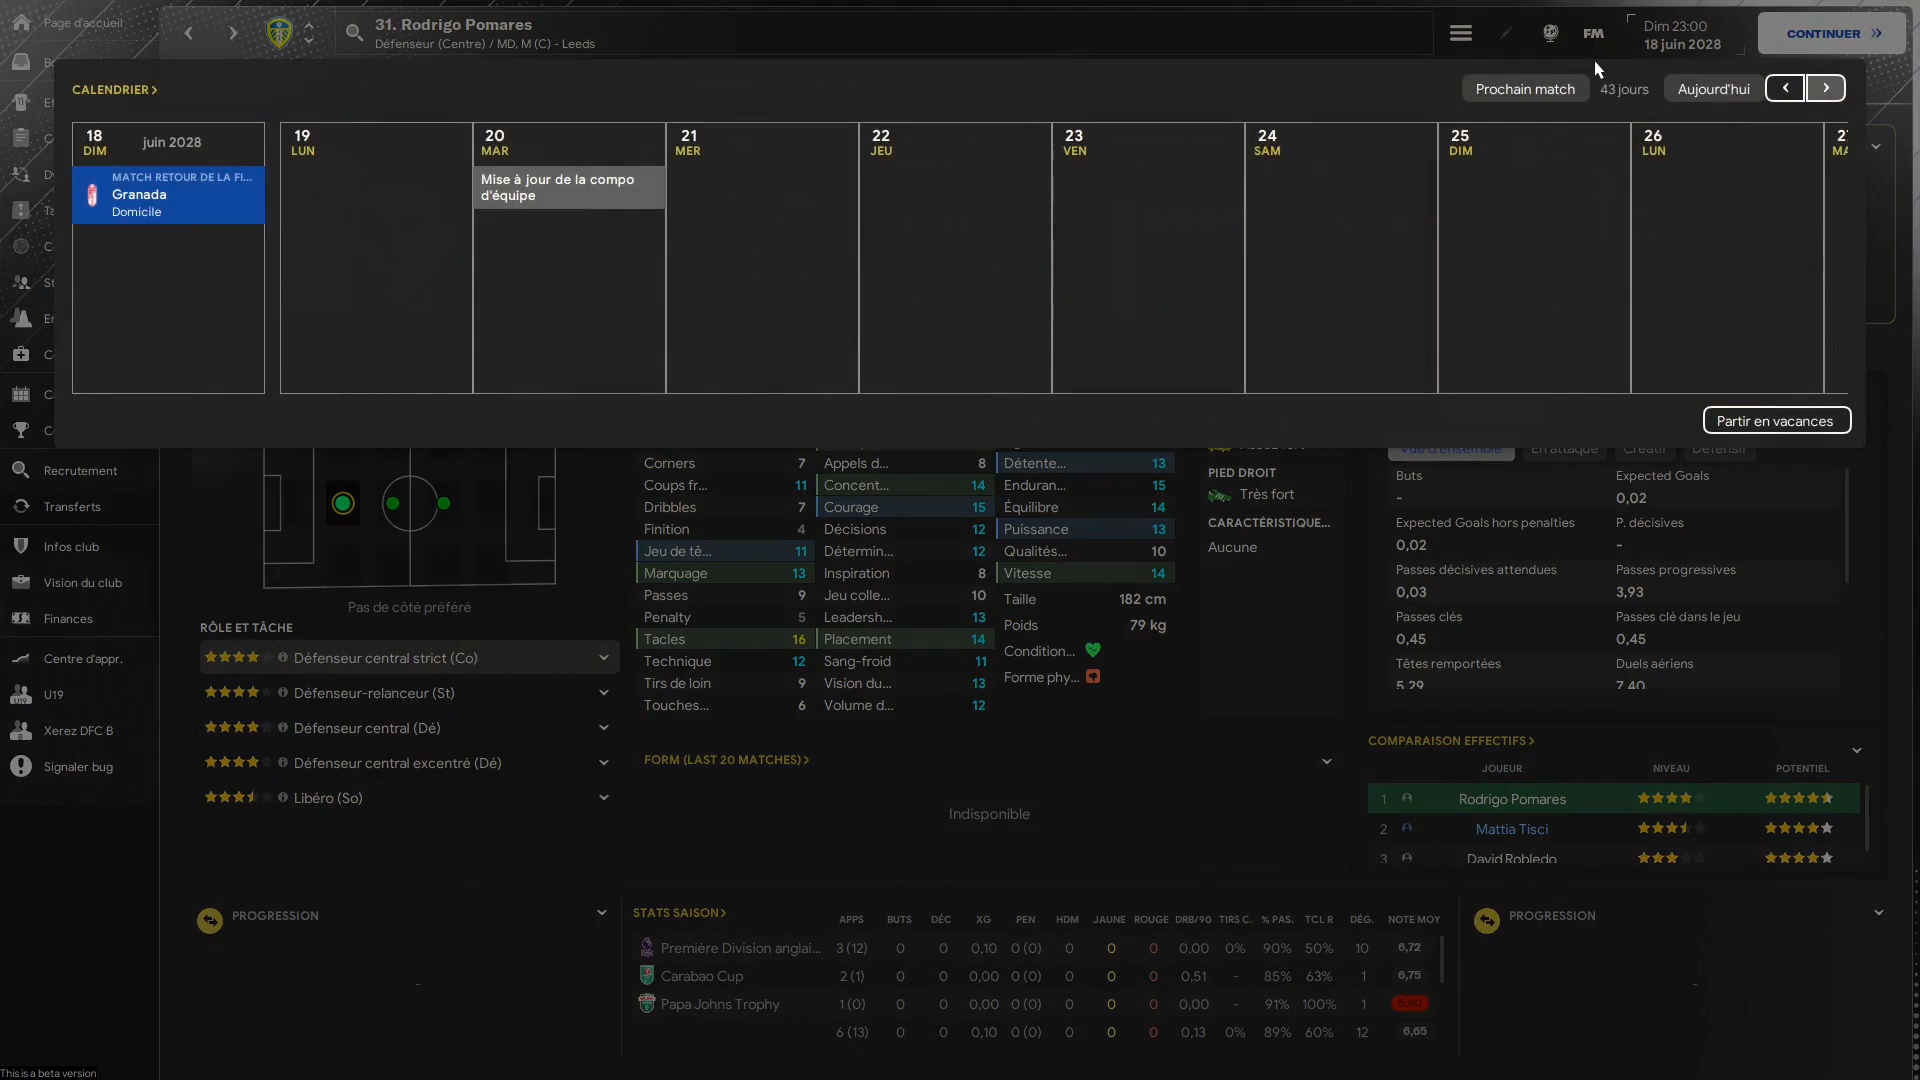 Page d'accueil
31. Rodrigo Pomares
Défenseur (Centre) / MD, M (C) - Leeds
FM
Dim 23:00
18 juin 2028
CONTINUER
CALENDRIER >
Prochain match
43 jours
Aujourd'hui
18
DIM
juin 2028
19
LUN
20
MAR
21
MER
22
JEU
23
VEN
24
SAM
25
DIM
26
LUN
MATCH RETOUR DE LA FI...
Granada
Domicile
Mise à jour de la compo
d'équipe
Partir en vacances
Recrutement
Transferts
Infos club
Vision du club
Finances
Centre d'appr.
U19
Xerez DFC B
Signaler bug
This is a beta version
Pas de côté préféré
RÔLE ET TÂCHE
Défenseur central strict (Co)
Défenseur-relanceur (St)
Défenseur central (Dé)
Défenseur central excentré (Dé)
Libéro (So)
Corners 7
Coups fr... 11
Dribbles 7
Finition 4
Jeu de tê... 11
Marquage 13
Passes 9
Penalty 5
Tacles 16
Technique 12
Tirs de loin 9
Touches... 6
Appels d... 8
Concent... 14
Courage 15
Décisions 12
Détermin... 12
Inspiration 8
Jeu colle... 10
Leadersh... 13
Placement 14
Sang-froid 11
Vision du... 13
Volume d... 12
Détente... 13
Enduran... 15
Équilibre 14
Puissance 13
Qualités... 10
Vitesse 14
Taille 182 cm
Poids 79 kg
Condition...
Forme phy...
PIED DROIT
Très fort
CARACTÉRISTIQUE...
Aucune
Vue d'ensemble
En attaque
Créatif
Défensif
Buts
-
Expected Goals
0,02
Expected Goals hors penalties
0,02
P. décisives
-
Passes décisives attendues
0,03
Passes progressives
3,93
Passes clés
0,45
Passes clé dans le jeu
0,45
Têtes remportées
5,29
Duels aériens
7,40
FORM (LAST 20 MATCHES) >
Indisponible
COMPARAISON EFFECTIFS >
JOUEUR NIVEAU POTENTIEL
1 Rodrigo Pomares
2 Mattia Tisci
3 David Robledo
PROGRESSION
-
STATS SAISON >
APPS BUTS DÉC XG PEN HDM JAUNE ROUGE DRB/90 TIRS C. % PAS. TCL R DÉG. NOTE MOY
Première Division anglai... 3 (12) 0 0 0,10 0 (0) 0 0 0 0,00 0% 90% 50% 10 6,72
Carabao Cup 2 (1) 0 0 0,00 0 (0) 0 0 0 0,51 - 85% 63% 1 6,75
Papa Johns Trophy 1 (0) 0 0 0,00 0 (0) 0 0 0 0,00 - 91% 100% 1
6 (13) 0 0 0,10 0 (0) 0 0 0 0,13 0% 89% 60% 12 6,65
PROGRESSION
-